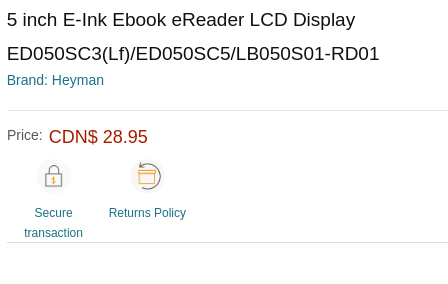 5 inch E-Ink Ebook eReader LCD Display
ED050SC3(Lf)/ED050SC5/LB050S01-RD01
Brand: Heyman
Price: CDN$ 28.95
$
Secure Returns Policy
transaction